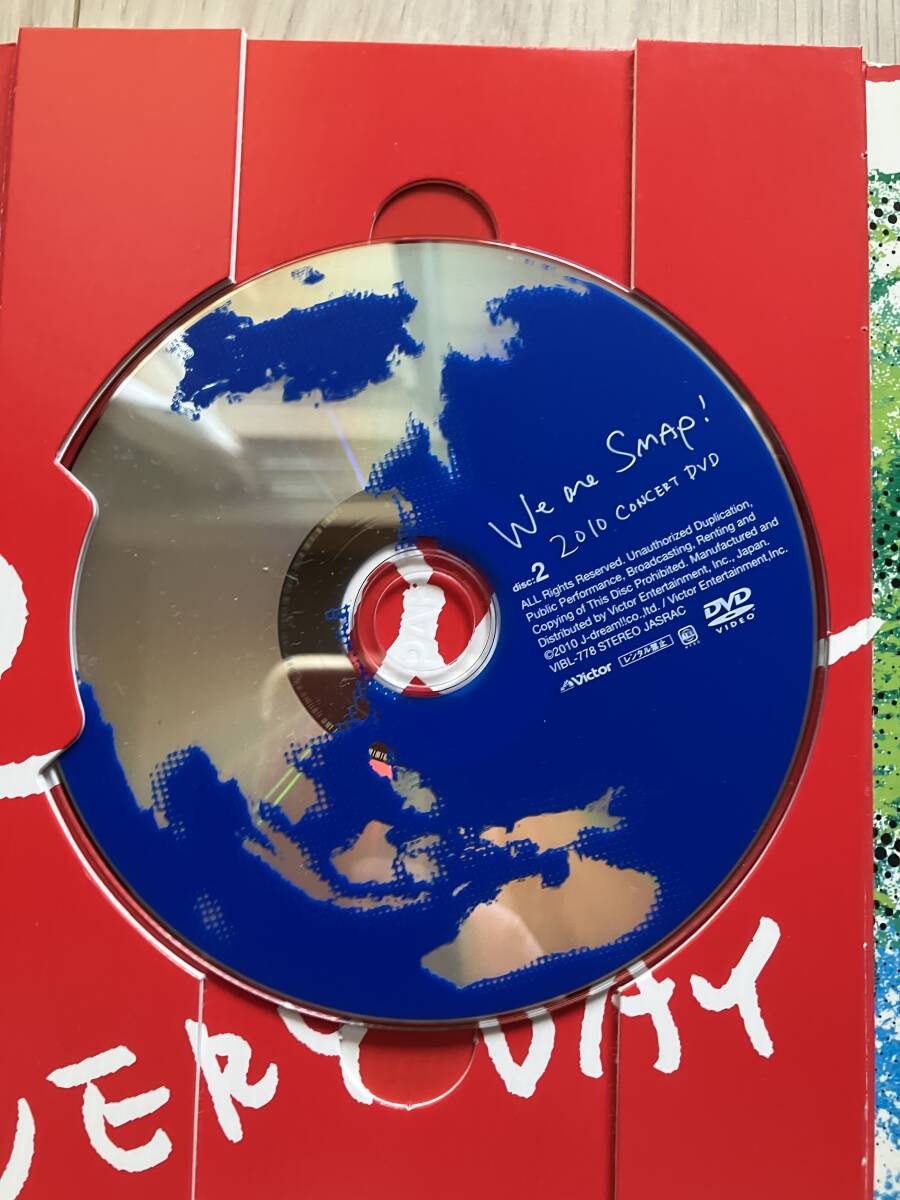 We are SMAP!
2010 CONCERT DVD
disc:2
ALL Rights Reserved. Unauthorized Duplication,
Public Performance, Broadcasting, Renting and
Copying of This Disc Prohibited. Manufactured and
Distributed by Victor Entertainment, Inc., Japan.
©2010 J-dream!!co.,ltd. / Victor Entertainment,Inc.
VIBL-778 STEREO JASRAC
Victor レンタル禁止 DVD
VIDEO
VERY DAY